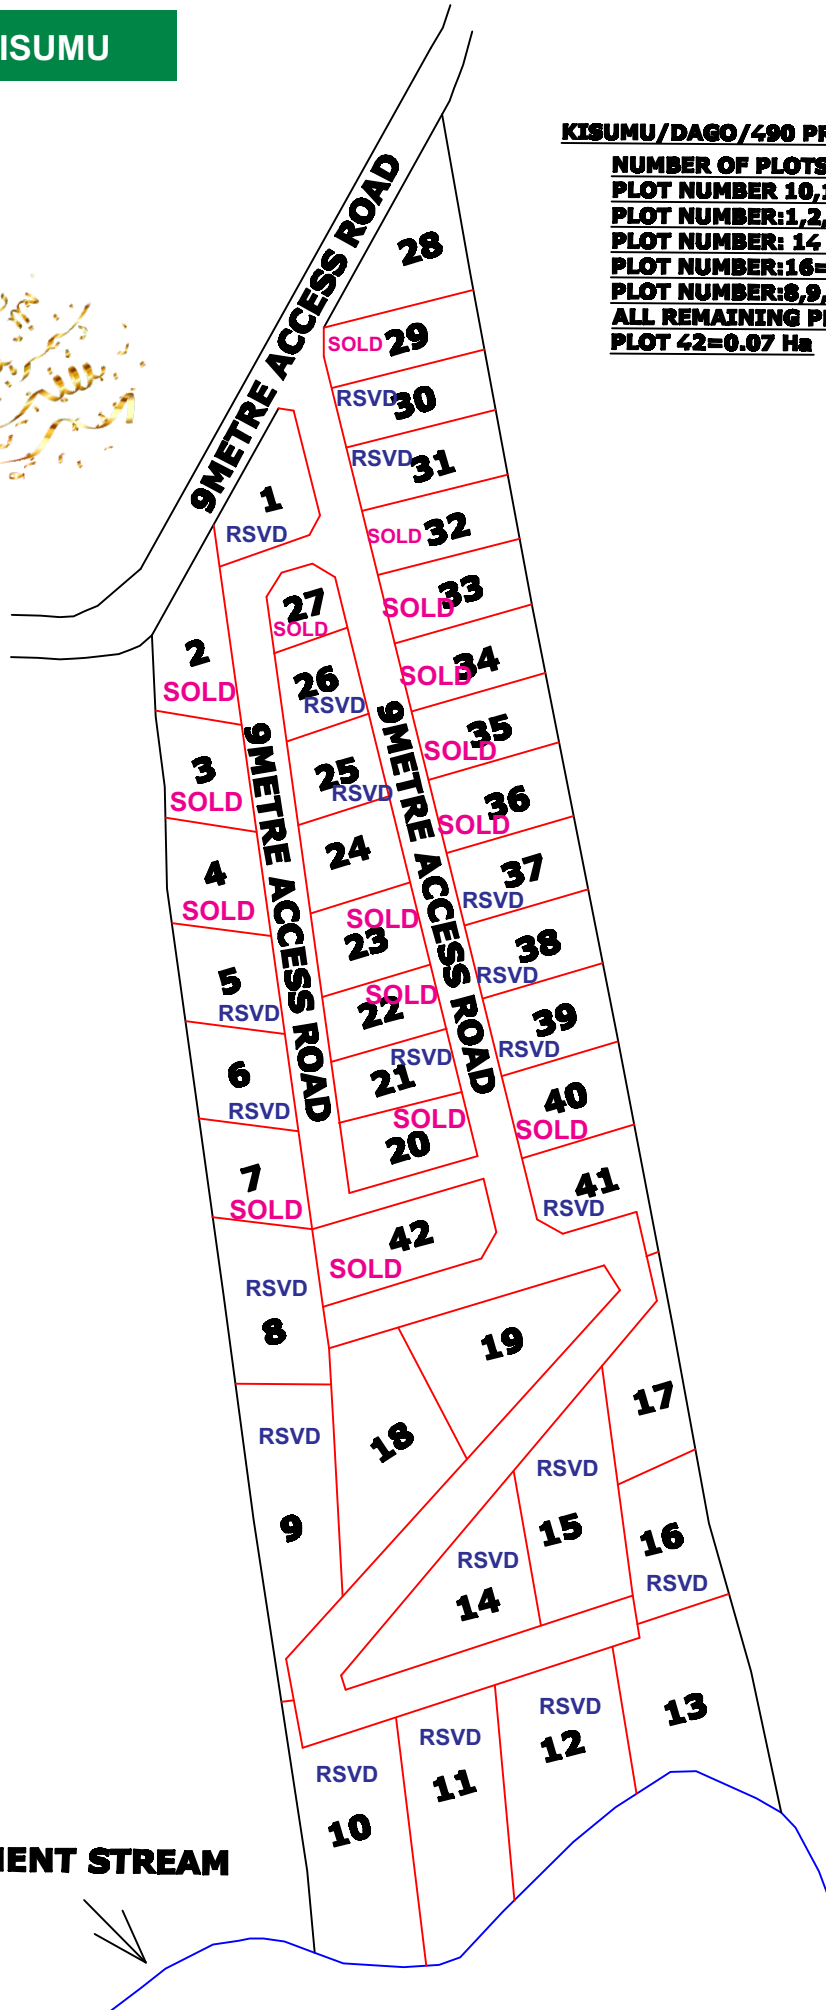 ISUMU
KISUMU/DAGO/490 PR
NUMBER OF PLOTS
PLOT NUMBER 10,1
PLOT NUMBER:1,2,
PLOT NUMBER: 14
PLOT NUMBER:16=
PLOT NUMBER:8,9,
ALL REMAINING PL
PLOT 42=0.07 Ha
9METRE ACCESS ROAD
28
SOLD 29
RSVD 30
RSVD 31
1
RSVD
SOLD 32
33
SOLD
27
SOLD
2
SOLD
34
SOLD
26
RSVD
35
SOLD
3
SOLD
25
RSVD
36
SOLD
9METRE ACCESS ROAD
9METRE ACCESS ROAD
4
SOLD
24
37
RSVD
SOLD
23
38
RSVD
5
RSVD
SOLD
22
39
RSVD
6
RSVD
RSVD
21
40
SOLD
SOLD
20
7
SOLD
41
RSVD
42
SOLD
RSVD
8
19
17
RSVD
9
18
RSVD
15
16
RSVD
RSVD
14
13
RSVD
12
RSVD
11
RSVD
10
ENT STREAM